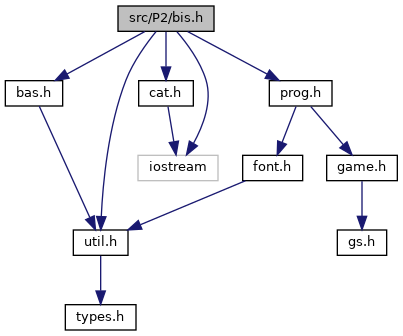 src/P2/bis.h
bas.h
cat.h
prog.h
iostream
font.h
game.h
util.h
gs.h
types.h